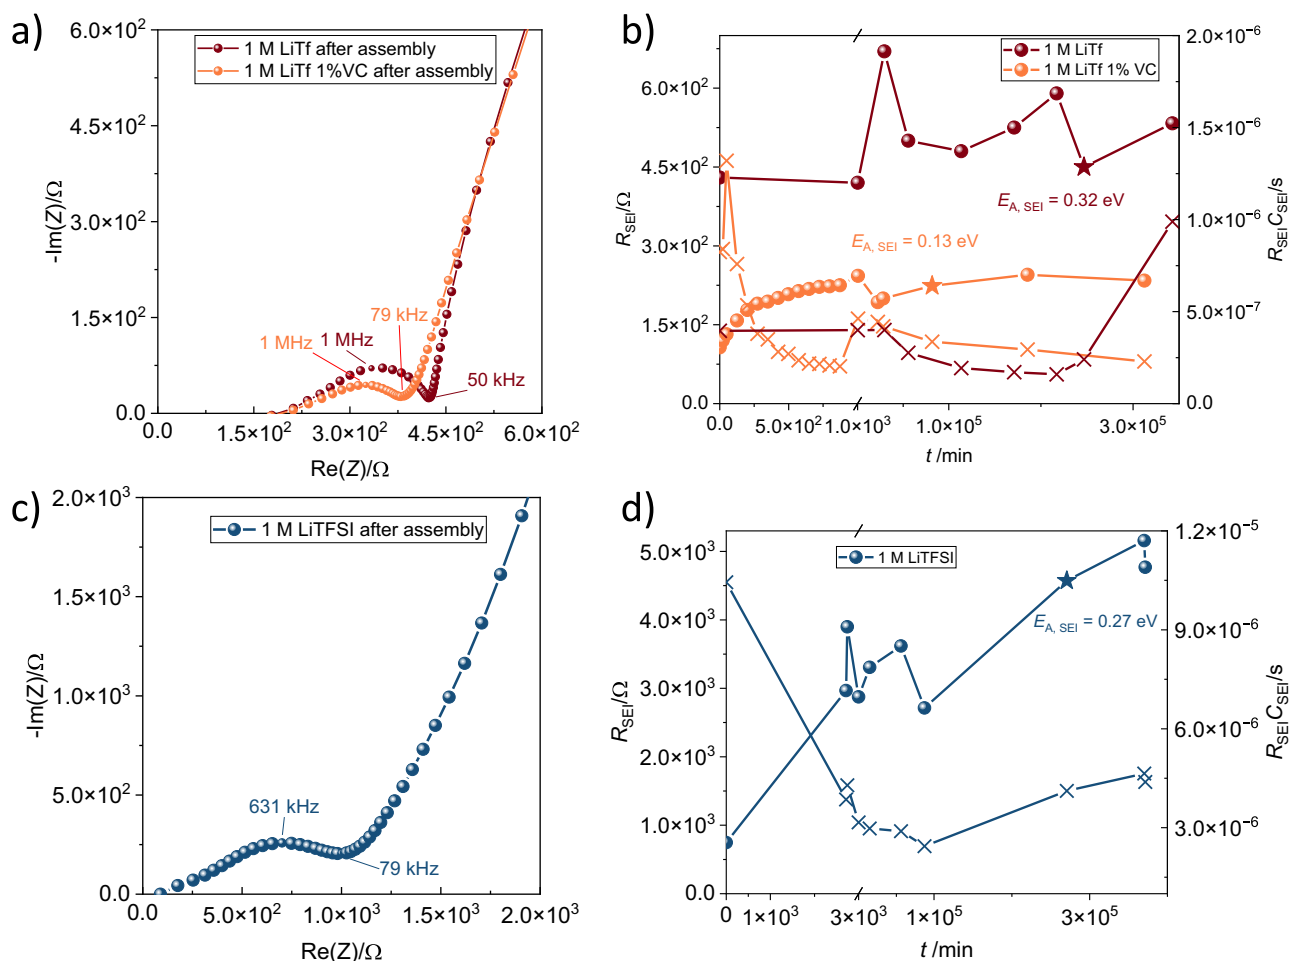 a)
6.0×10²
4.5×10²
3.0×10²
1.5×10²
0.0
-Im(Z)/Ω
1 M LiTf after assembly
1 M LiTf 1%VC after assembly
1 MHz
1 MHz
79 kHz
50 kHz
0.0
1.5×10²
3.0×10²
4.5×10²
6.0×10²
Re(Z)/Ω
b)
6.0×10²
4.5×10²
3.0×10²
1.5×10²
0.0
R_SEI/Ω
1 M LiTf
1 M LiTf 1% VC
E_A, SEI = 0.32 eV
E_A, SEI = 0.13 eV
2.0×10⁻⁶
1.5×10⁻⁶
1.0×10⁻⁶
5.0×10⁻⁷
0.0
R_SEI C_SEI/s
0
5.0×10²
1.0×10³
1.0×10⁵
3.0×10⁵
t /min
c)
2.0×10³
1.5×10³
1.0×10³
5.0×10²
0.0
-Im(Z)/Ω
1 M LiTFSI after assembly
631 kHz
79 kHz
0.0
5.0×10²
1.0×10³
1.5×10³
2.0×10³
Re(Z)/Ω
d)
5.0×10³
4.0×10³
3.0×10³
2.0×10³
1.0×10³
0.0
R_SEI/Ω
1 M LiTFSI
E_A, SEI = 0.27 eV
1.2×10⁻⁵
9.0×10⁻⁶
6.0×10⁻⁶
3.0×10⁻⁶
R_SEI C_SEI/s
0
1×10³
3×10³
1×10⁵
3×10⁵
t /min